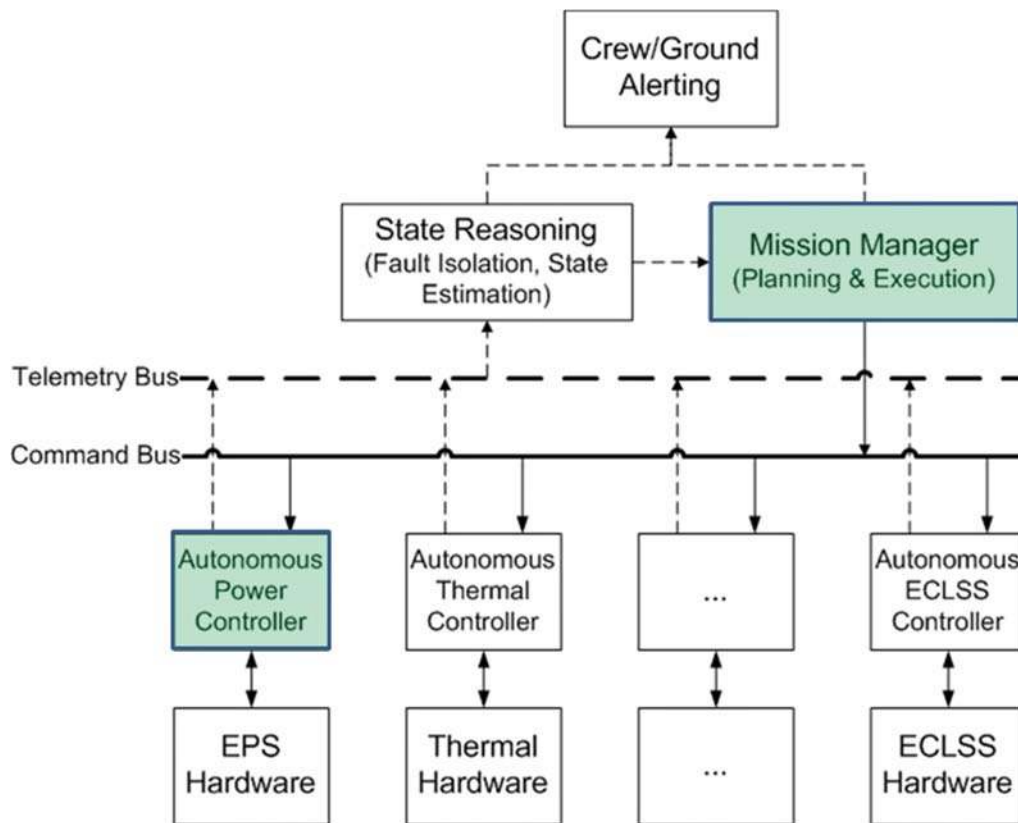 Crew/Ground
Alerting
State Reasoning
(Fault Isolation, State
Estimation)
Mission Manager
(Planning & Execution)
Telemetry Bus
Command Bus
Autonomous
Power
Controller
Autonomous
Thermal
Controller
...
Autonomous
ECLSS
Controller
EPS
Hardware
Thermal
Hardware
...
ECLSS
Hardware